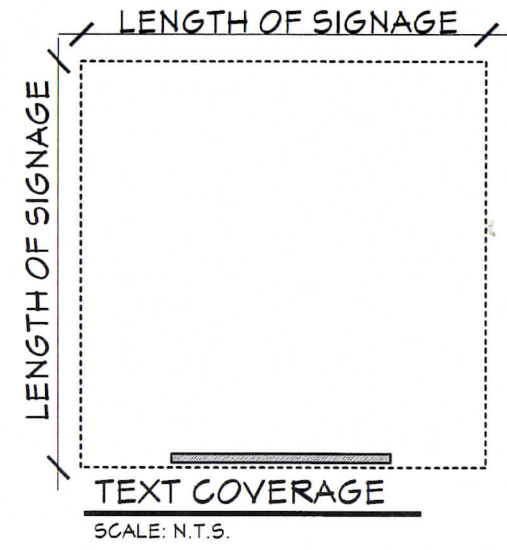 LENGTH OF SIGNAGE
LENGTH OF SIGNAGE
TEXT COVERAGE
SCALE: N.T.S.